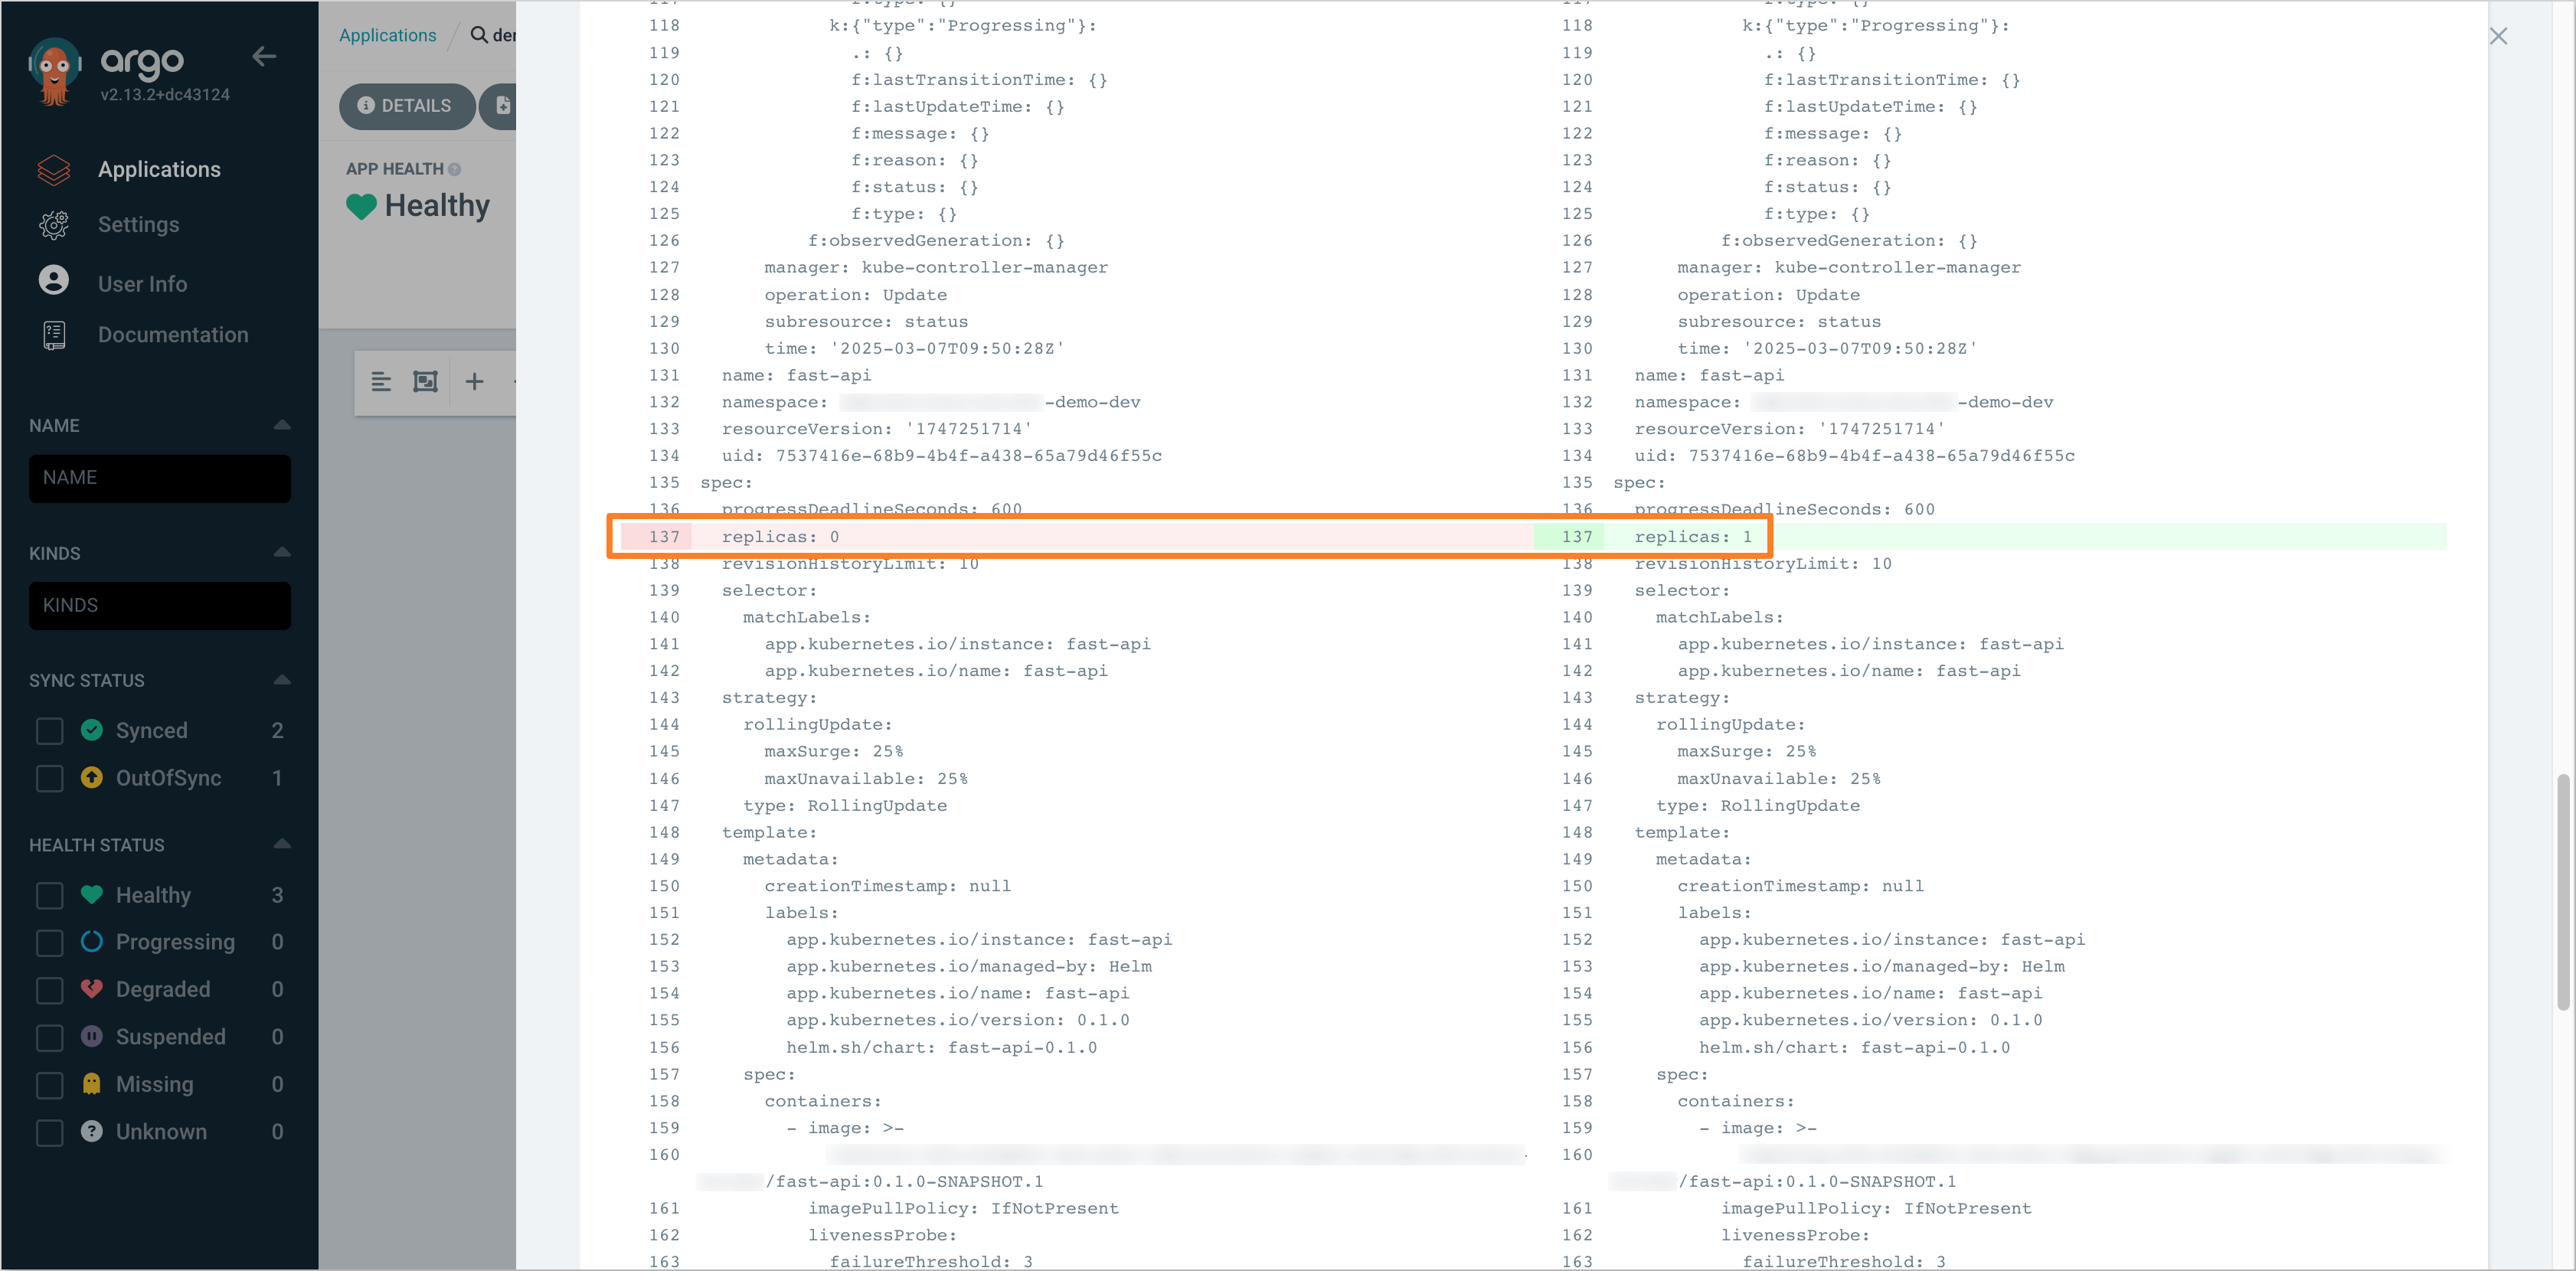 argo
v2.13.2+dc43124
Applications
Settings
User Info
Documentation
NAME
NAME
KINDS
KINDS
SYNC STATUS
Synced 2
OutOfSync 1
HEALTH STATUS
Healthy 3
Progressing 0
Degraded 0
Suspended 0
Missing 0
Unknown 0
Applications / der
DETAILS
APP HEALTH
Healthy
118 k:{"type":"Progressing"}:
119 .: {}
120 f:lastTransitionTime: {}
121 f:lastUpdateTime: {}
122 f:message: {}
123 f:reason: {}
124 f:status: {}
125 f:type: {}
126 f:observedGeneration: {}
127 manager: kube-controller-manager
128 operation: Update
129 subresource: status
130 time: '2025-03-07T09:50:28Z'
131 name: fast-api
132 namespace: -demo-dev
133 resourceVersion: '1747251714'
134 uid: 7537416e-68b9-4b4f-a438-65a79d46f55c
135 spec:
136 progressDeadlineSeconds: 600
137 replicas: 0
138 revisionHistoryLimit: 10
139 selector:
140 matchLabels:
141 app.kubernetes.io/instance: fast-api
142 app.kubernetes.io/name: fast-api
143 strategy:
144 rollingUpdate:
145 maxSurge: 25%
146 maxUnavailable: 25%
147 type: RollingUpdate
148 template:
149 metadata:
150 creationTimestamp: null
151 labels:
152 app.kubernetes.io/instance: fast-api
153 app.kubernetes.io/managed-by: Helm
154 app.kubernetes.io/name: fast-api
155 app.kubernetes.io/version: 0.1.0
156 helm.sh/chart: fast-api-0.1.0
157 spec:
158 containers:
159 - image: >-
160
/fast-api:0.1.0-SNAPSHOT.1
161 imagePullPolicy: IfNotPresent
162 livenessProbe:
163 failureThreshold: 3
118 k:{"type":"Progressing"}:
119 .: {}
120 f:lastTransitionTime: {}
121 f:lastUpdateTime: {}
122 f:message: {}
123 f:reason: {}
124 f:status: {}
125 f:type: {}
126 f:observedGeneration: {}
127 manager: kube-controller-manager
128 operation: Update
129 subresource: status
130 time: '2025-03-07T09:50:28Z'
131 name: fast-api
132 namespace: -demo-dev
133 resourceVersion: '1747251714'
134 uid: 7537416e-68b9-4b4f-a438-65a79d46f55c
135 spec:
136 progressDeadlineSeconds: 600
137 replicas: 1
138 revisionHistoryLimit: 10
139 selector:
140 matchLabels:
141 app.kubernetes.io/instance: fast-api
142 app.kubernetes.io/name: fast-api
143 strategy:
144 rollingUpdate:
145 maxSurge: 25%
146 maxUnavailable: 25%
147 type: RollingUpdate
148 template:
149 metadata:
150 creationTimestamp: null
151 labels:
152 app.kubernetes.io/instance: fast-api
153 app.kubernetes.io/managed-by: Helm
154 app.kubernetes.io/name: fast-api
155 app.kubernetes.io/version: 0.1.0
156 helm.sh/chart: fast-api-0.1.0
157 spec:
158 containers:
159 - image: >-
160
/fast-api:0.1.0-SNAPSHOT.1
161 imagePullPolicy: IfNotPresent
162 livenessProbe:
163 failureThreshold: 3